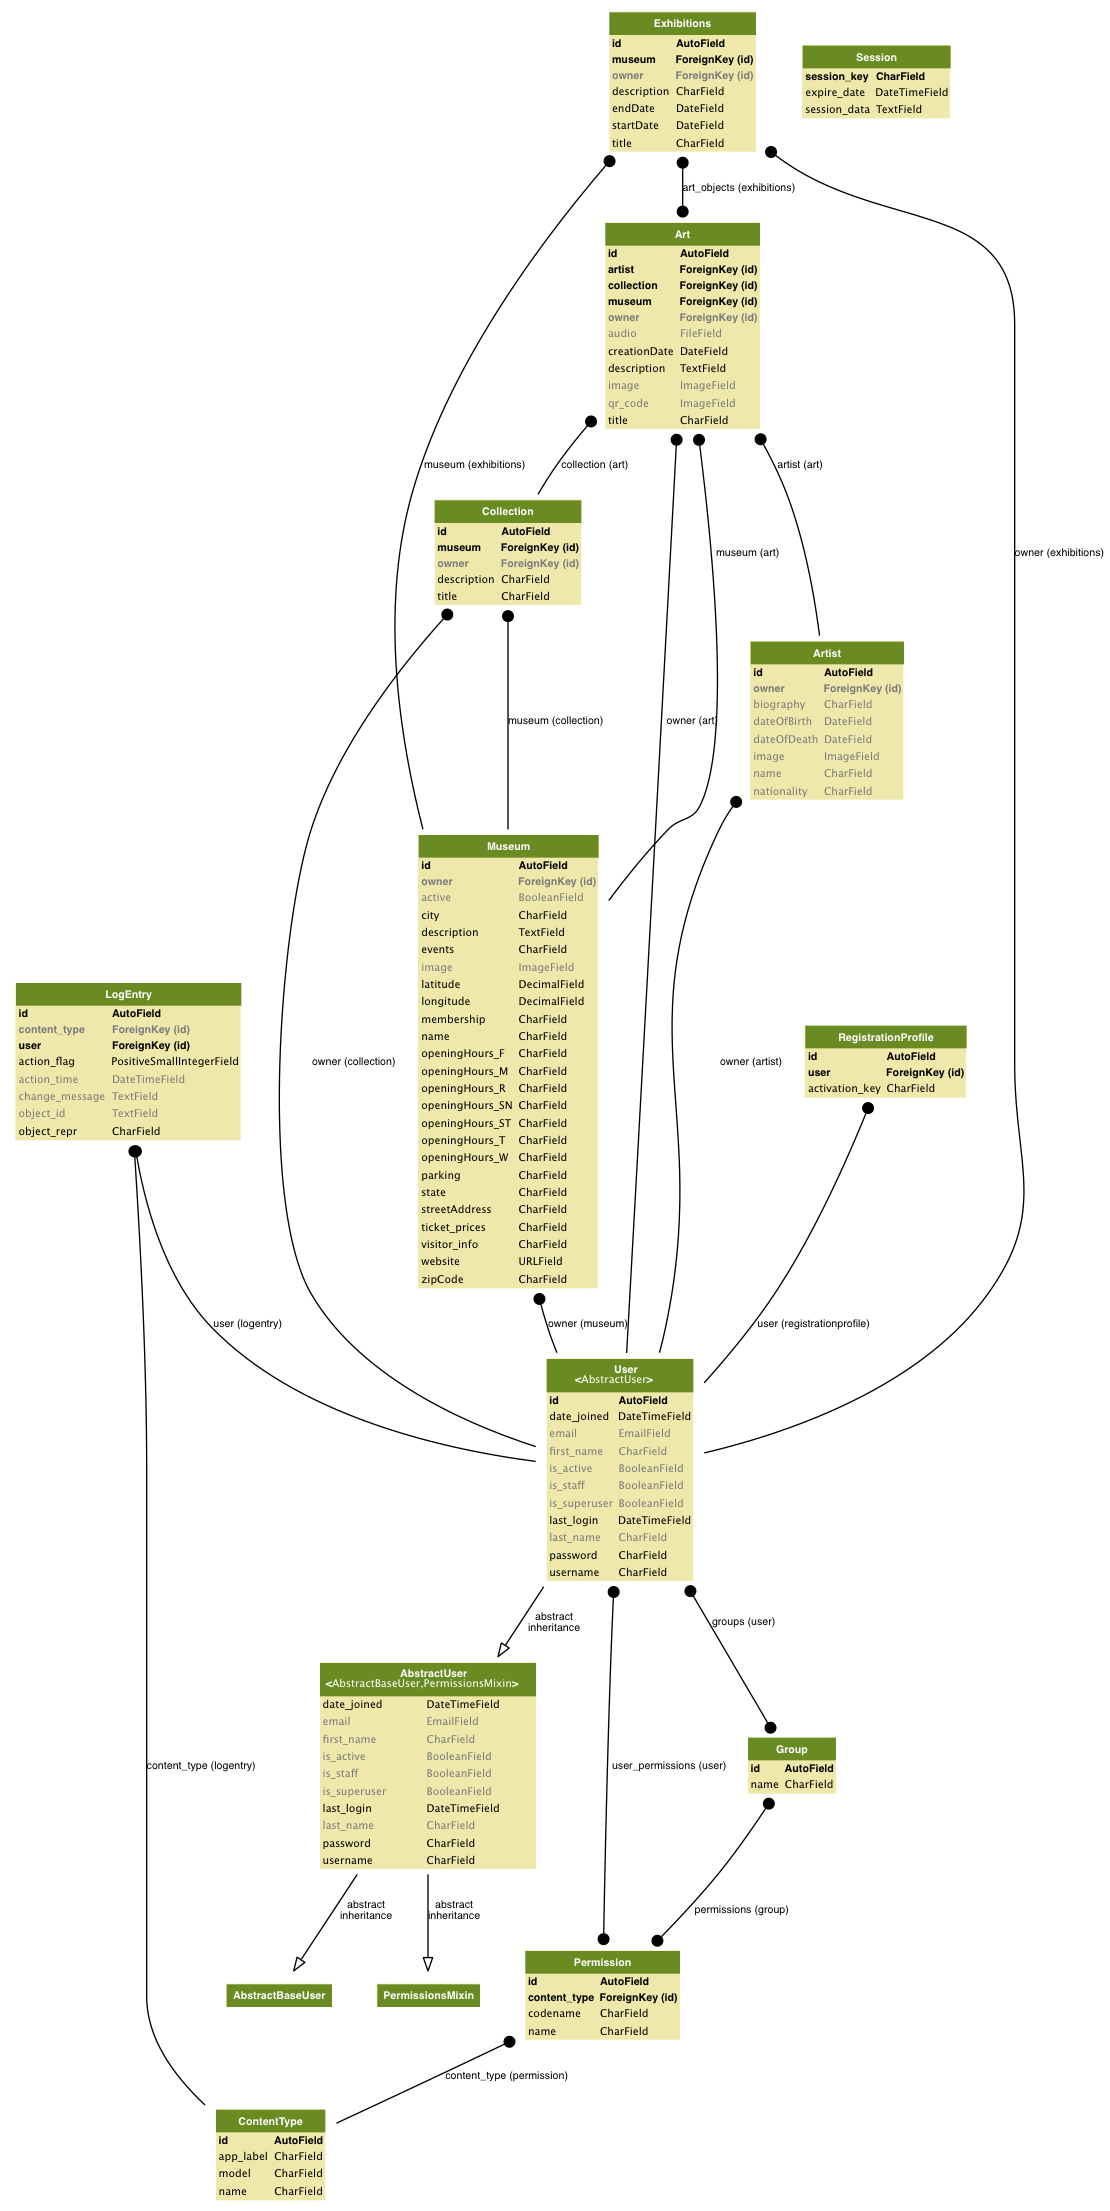 Exhibitions
id AutoField
museum ForeignKey (id)
owner ForeignKey (id)
description CharField
endDate DateField
startDate DateField
title CharField
Session
session_key CharField
expire_date DateTimeField
session_data TextField
art_objects (exhibitions)
Art
id AutoField
artist ForeignKey (id)
collection ForeignKey (id)
museum ForeignKey (id)
owner ForeignKey (id)
audio FileField
creationDate DateField
description TextField
image ImageField
qr_code ImageField
title CharField
museum (exhibitions)
collection (art)
artist (art)
Collection
id AutoField
museum ForeignKey (id)
owner ForeignKey (id)
description CharField
title CharField
museum (art)
owner (exhibitions)
Artist
id AutoField
owner ForeignKey (id)
biography CharField
dateOfBirth DateField
dateOfDeath DateField
image ImageField
name CharField
nationality CharField
museum (collection)
owner (art)
Museum
id AutoField
owner ForeignKey (id)
active BooleanField
city CharField
description TextField
events CharField
image ImageField
latitude DecimalField
longitude DecimalField
membership CharField
name CharField
openingHours_F CharField
openingHours_M CharField
openingHours_R CharField
openingHours_SN CharField
openingHours_ST CharField
openingHours_T CharField
openingHours_W CharField
parking CharField
state CharField
streetAddress CharField
ticket_prices CharField
visitor_info CharField
website URLField
zipCode CharField
LogEntry
id AutoField
content_type ForeignKey (id)
user ForeignKey (id)
action_flag PositiveSmallIntegerField
action_time DateTimeField
change_message TextField
object_id TextField
object_repr CharField
owner (collection)
owner (artist)
RegistrationProfile
id AutoField
user ForeignKey (id)
activation_key CharField
user (logentry)
owner (museum)
user (registrationprofile)
User
<AbstractUser>
id AutoField
date_joined DateTimeField
email EmailField
first_name CharField
is_active BooleanField
is_staff BooleanField
is_superuser BooleanField
last_login DateTimeField
last_name CharField
password CharField
username CharField
abstract
inheritance
groups (user)
AbstractUser
<AbstractBaseUser,PermissionsMixin>
date_joined DateTimeField
email EmailField
first_name CharField
is_active BooleanField
is_staff BooleanField
is_superuser BooleanField
last_login DateTimeField
last_name CharField
password CharField
username CharField
content_type (logentry)
user_permissions (user)
Group
id AutoField
name CharField
abstract
inheritance
abstract
inheritance
permissions (group)
AbstractBaseUser
PermissionsMixin
Permission
id AutoField
content_type ForeignKey (id)
codename CharField
name CharField
content_type (permission)
ContentType
id AutoField
app_label CharField
model CharField
name CharField